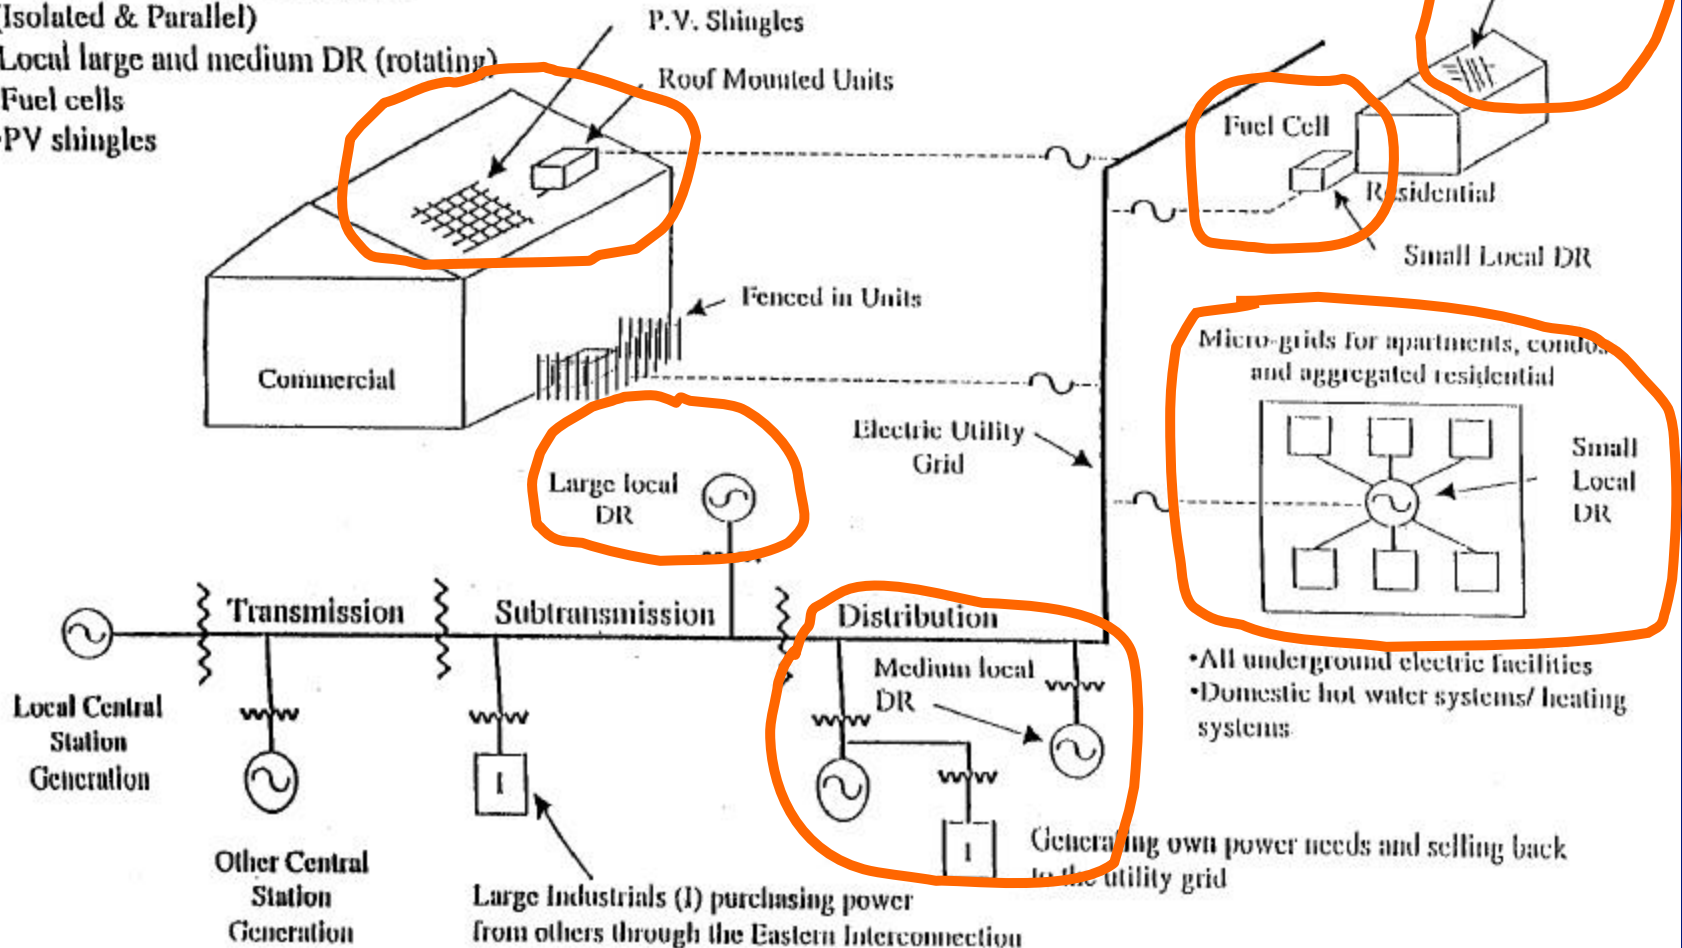 (Isolated & Parallel)
Local large and medium DR (rotating)
Fuel cells
PV shingles
P.V. Shingles
Roof Mounted Units
Fuel Cell
Residential
Small Local DR
Fenced in Units
Commercial
Micro-grids for apartments, condos
and aggregated residential
Electric Utility
Grid
Small
Local
DR
Large local
DR
Transmission
Subtransmission
Distribution
Medium local
DR
•All underground electric facilities
•Domestic hot water systems/ heating
systems
Local Central
Station
Generation
I
I
Other Central
Station
Generation
Large Industrials (I) purchasing power
from others through the Eastern Interconnection
Generating own power needs and selling back
to the utility grid